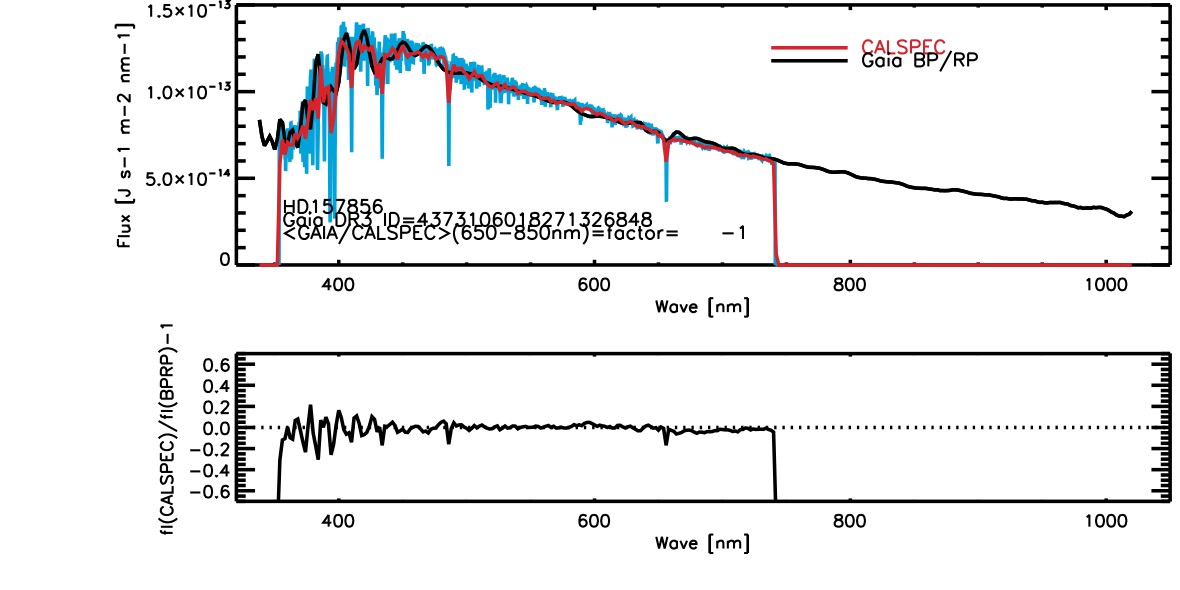 1.5×10−13
CALSPEC
Gaia BP/RP
1.0×10−13
5.0×10−14
0
Flux [J s−1 m−2 nm−1]
HD157856
Gaia DR3 ID=4373106018271326848
<GAIA/CALSPEC>(650−850nm)=factor= −1
400 600 800 1000
Wave [nm]
fl(CALSPEC)/fl(BPRP)−1
0.6
0.4
0.2
0.0
−0.2
−0.4
−0.6
400 600 800 1000
Wave [nm]